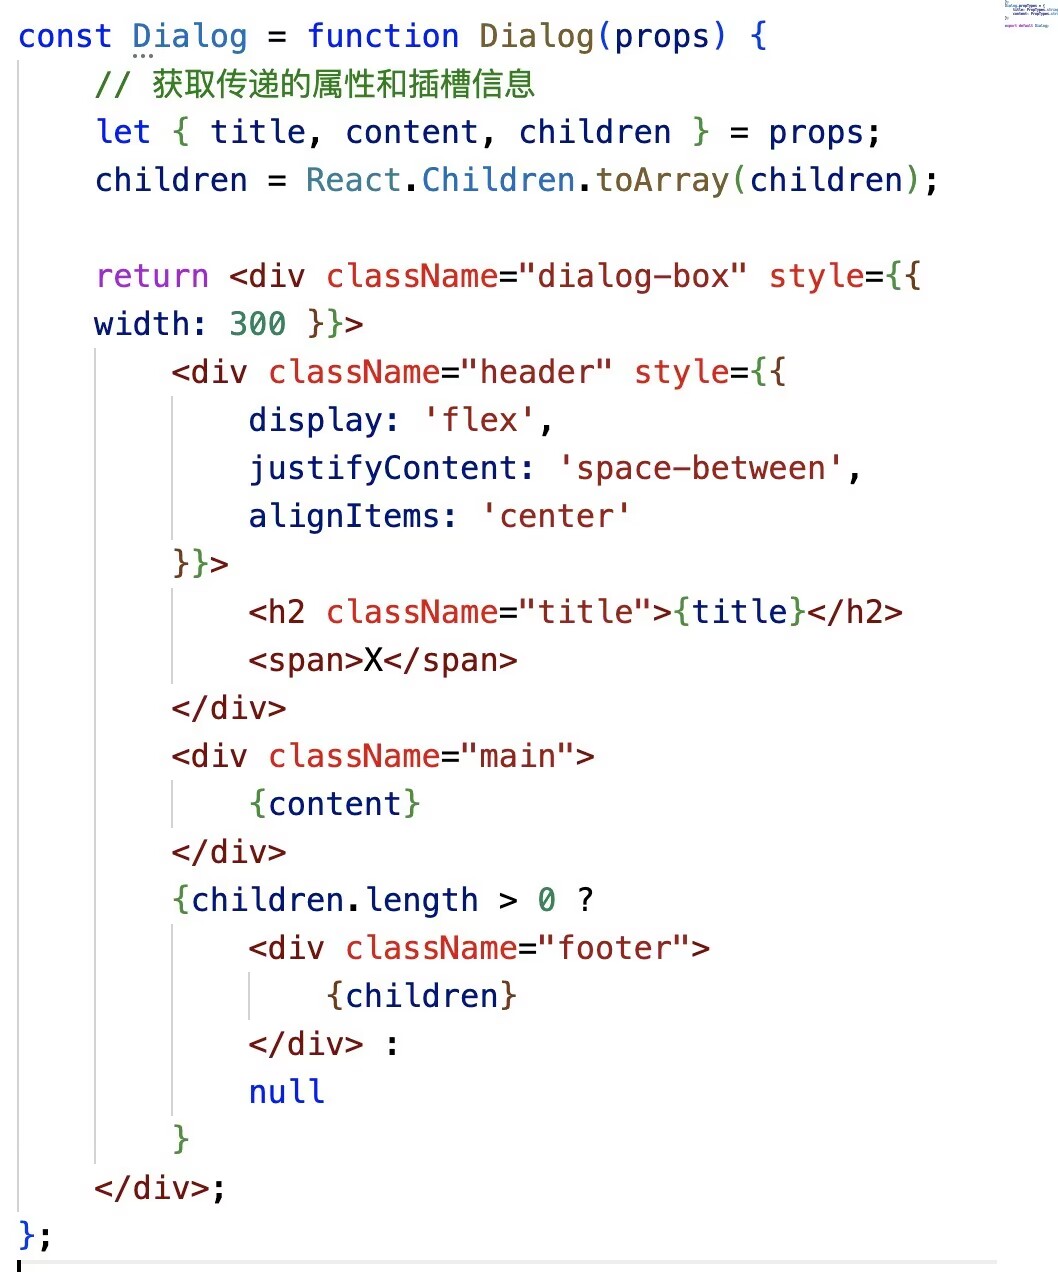 const Dialog = function Dialog(props) {
    // 获取传递的属性和插槽信息
    let { title, content, children } = props;
    children = React.Children.toArray(children);

    return <div className="dialog-box" style={{
    width: 300 }}>
        <div className="header" style={{
            display: 'flex',
            justifyContent: 'space-between',
            alignItems: 'center'
        }}>
            <h2 className="title">{title}</h2>
            <span>X</span>
        </div>
        <div className="main">
            {content}
        </div>
        {children.length > 0 ?
            <div className="footer">
                {children}
            </div> :
            null
        }
    </div>;
};